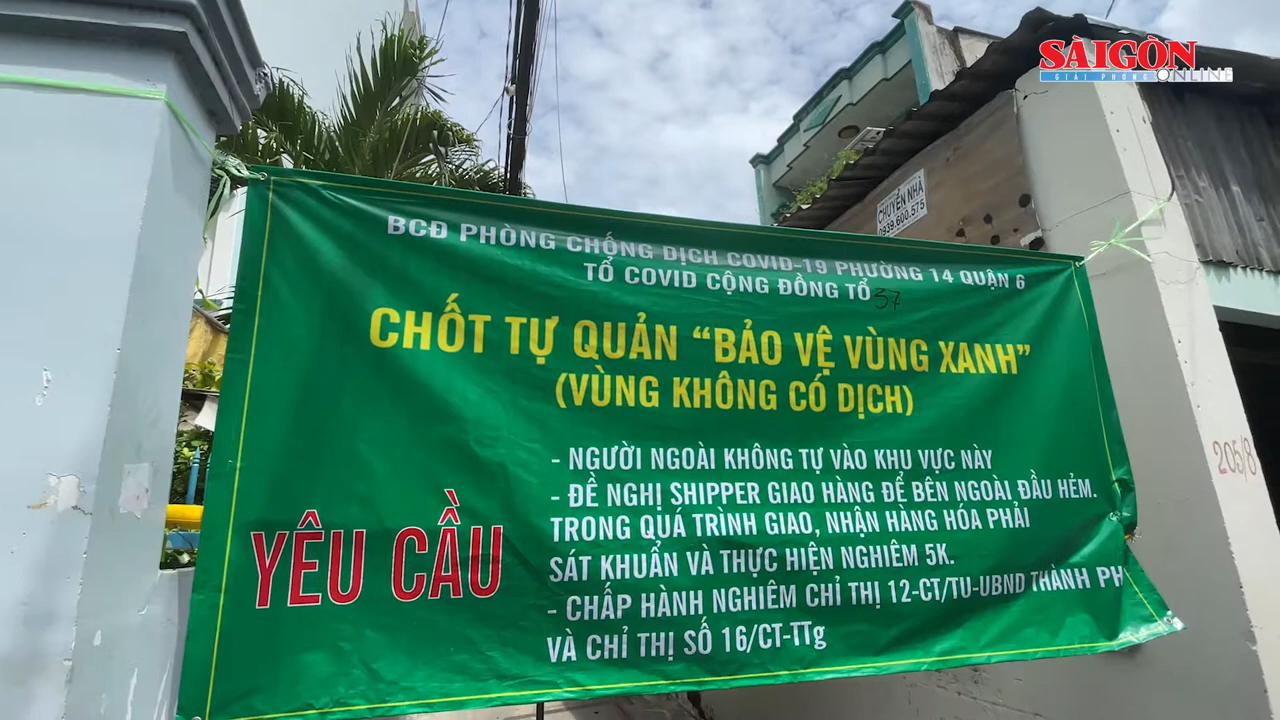 SÀI GÒN
GIẢI PHÓNG ONLINE
CHUYỂN NHÀ
0939.600.575
BCĐ PHÒNG CHỐNG DỊCH COVID-19 PHƯỜNG 14 QUẬN 6
TỔ COVID CỘNG ĐỒNG TỔ 37
CHỐT TỰ QUẢN “BẢO VỆ VÙNG XANH”
(VÙNG KHÔNG CÓ DỊCH)
YÊU CẦU
- NGƯỜI NGOÀI KHÔNG TỰ VÀO KHU VỰC NÀY
- ĐỀ NGHỊ SHIPPER GIAO HÀNG ĐỂ BÊN NGOÀI ĐẦU HẺM.
TRONG QUÁ TRÌNH GIAO, NHẬN HÀNG HÓA PHẢI
SÁT KHUẨN VÀ THỰC HIỆN NGHIÊM 5K.
- CHẤP HÀNH NGHIÊM CHỈ THỊ 12-CT/TU-UBND THÀNH PH
VÀ CHỈ THỊ SỐ 16/CT-TTg
205/8